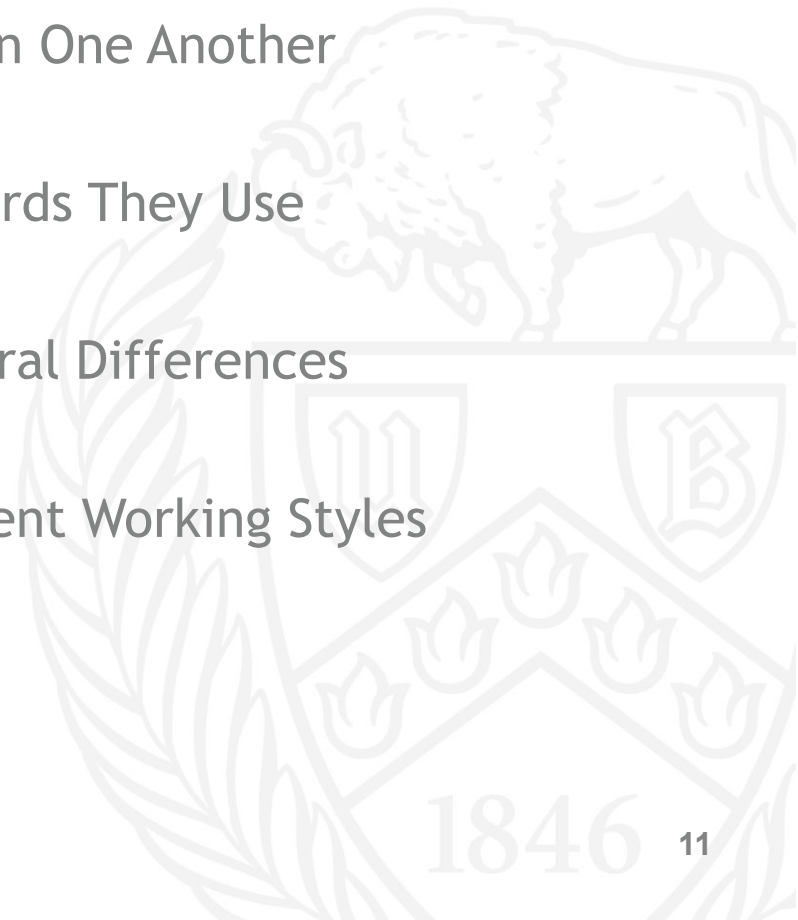 n One Another
rds They Use
ral Differences
ent Working Styles
U B
1846
11